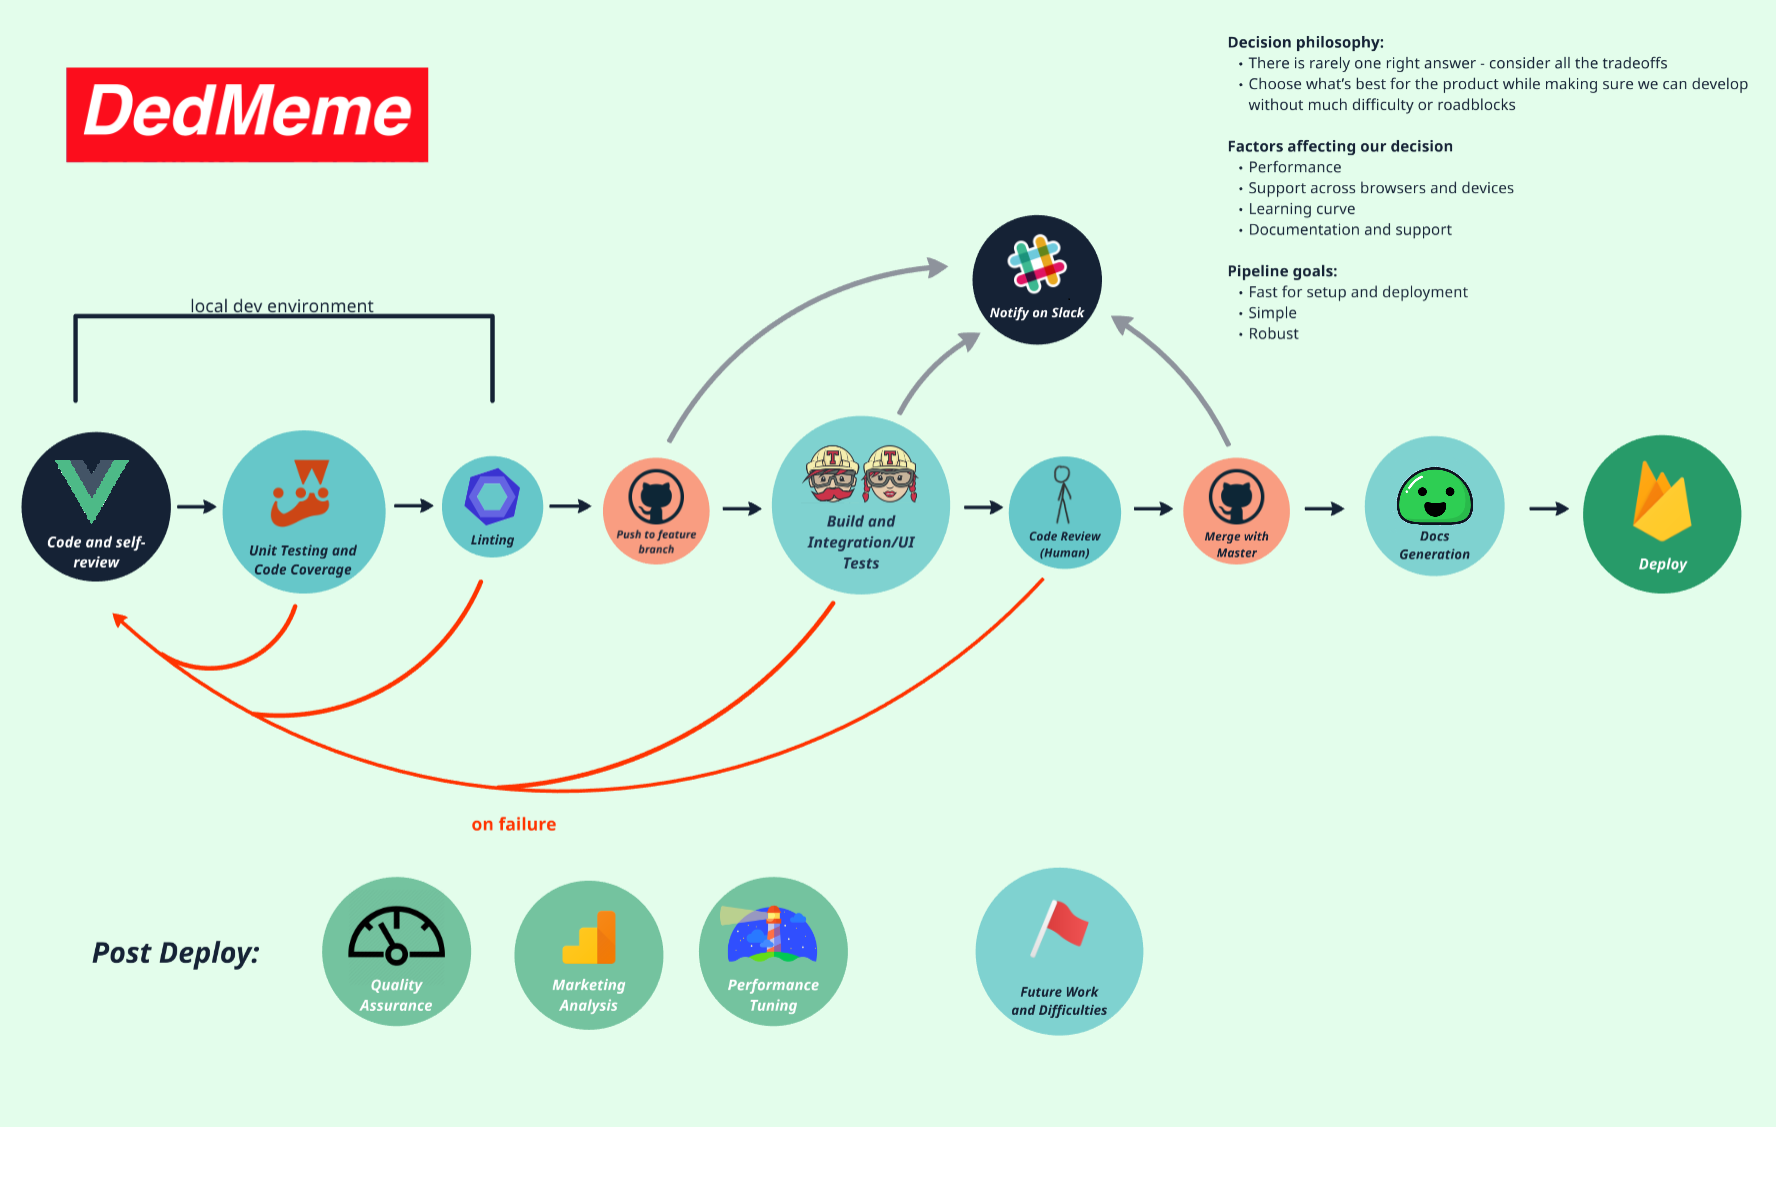 DedMeme
Decision philosophy:
• There is rarely one right answer - consider all the tradeoffs
• Choose what's best for the product while making sure we can develop
without much difficulty or roadblocks
Factors affecting our decision
• Performance
• Support across browsers and devices
• Learning curve
• Documentation and support
Pipeline goals:
• Fast for setup and deployment
• Simple
• Robust
Notify on Slack
local dev environment
Code and self-
review
Unit Testing and
Code Coverage
Linting
Push to feature
branch
T T
Build and
Integration/UI
Tests
Code Review
(Human)
Merge with
Master
Docs
Generation
Deploy
on failure
Post Deploy:
Quality
Assurance
Marketing
Analysis
Performance
Tuning
Future Work
and Difficulties